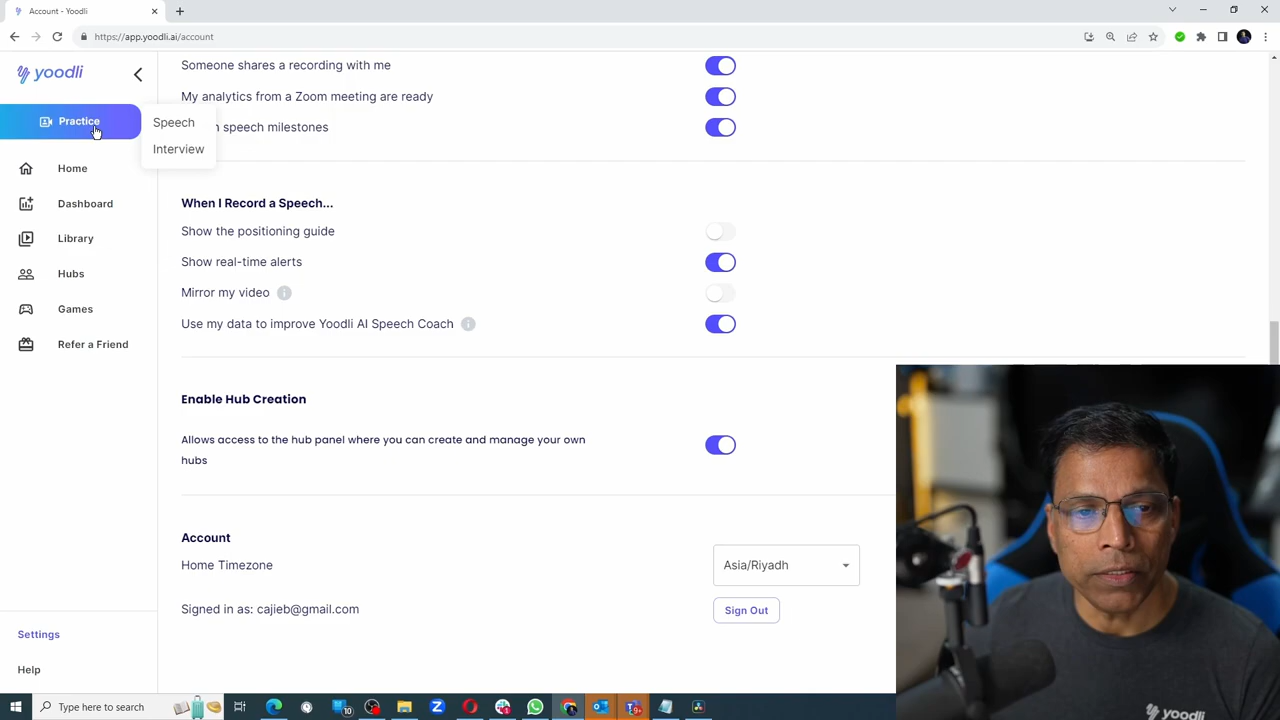 Account - Yoodli
https://app.yoodli.ai/account
yoodli
Practice
Speech
Interview
Home
Dashboard
Library
Hubs
Games
Refer a Friend
Settings
Help
Someone shares a recording with me
My analytics from a Zoom meeting are ready
speech milestones
When I Record a Speech...
Show the positioning guide
Show real-time alerts
Mirror my video
Use my data to improve Yoodli AI Speech Coach
Enable Hub Creation
Allows access to the hub panel where you can create and manage your own
hubs
Account
Home Timezone
Asia/Riyadh
Signed in as: cajieb@gmail.com
Sign Out
yoodli
Type here to search
10
9+